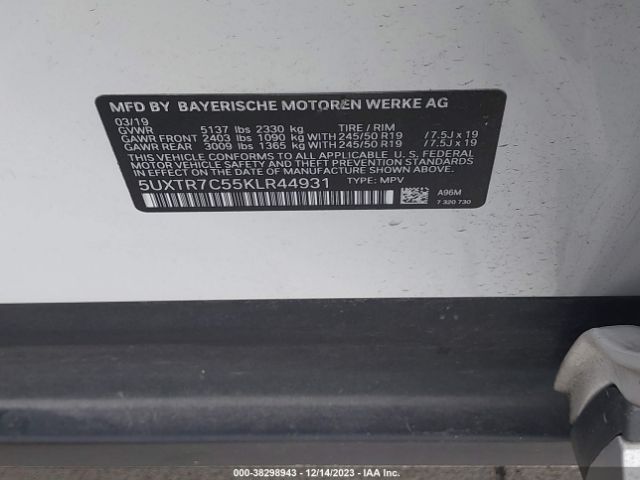 MFD BY BAYERISCHE MOTOREN WERKE AG
03/19
GVWR 5137 lbs 2330 kg TIRE / RIM
GAWR FRONT 2403 lbs 1090 kg WITH 245/50 R19 /7.5J x 19
GAWR REAR 3009 lbs 1365 kg WITH 245/50 R19 /7.5J x 19
THIS VEHICLE CONFORMS TO ALL APPLICABLE U.S. FEDERAL
MOTOR VEHICLE SAFETY, BUMPER, AND THEFT PREVENTION STANDARDS
IN EFFECT ON THE DATE OF MANUFACTURE SHOWN ABOVE.
5UXTR7C55KLR44931 TYPE: MPV
A96M
7 320 730
000-38298943 - 12/14/2023 - IAA Inc.